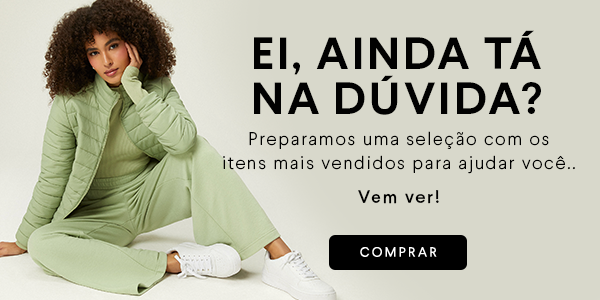 EI, AINDA TÁ
NA DÚVIDA?
Preparamos uma seleção com os
itens mais vendidos para ajudar você..
Vem ver!
COMPRAR